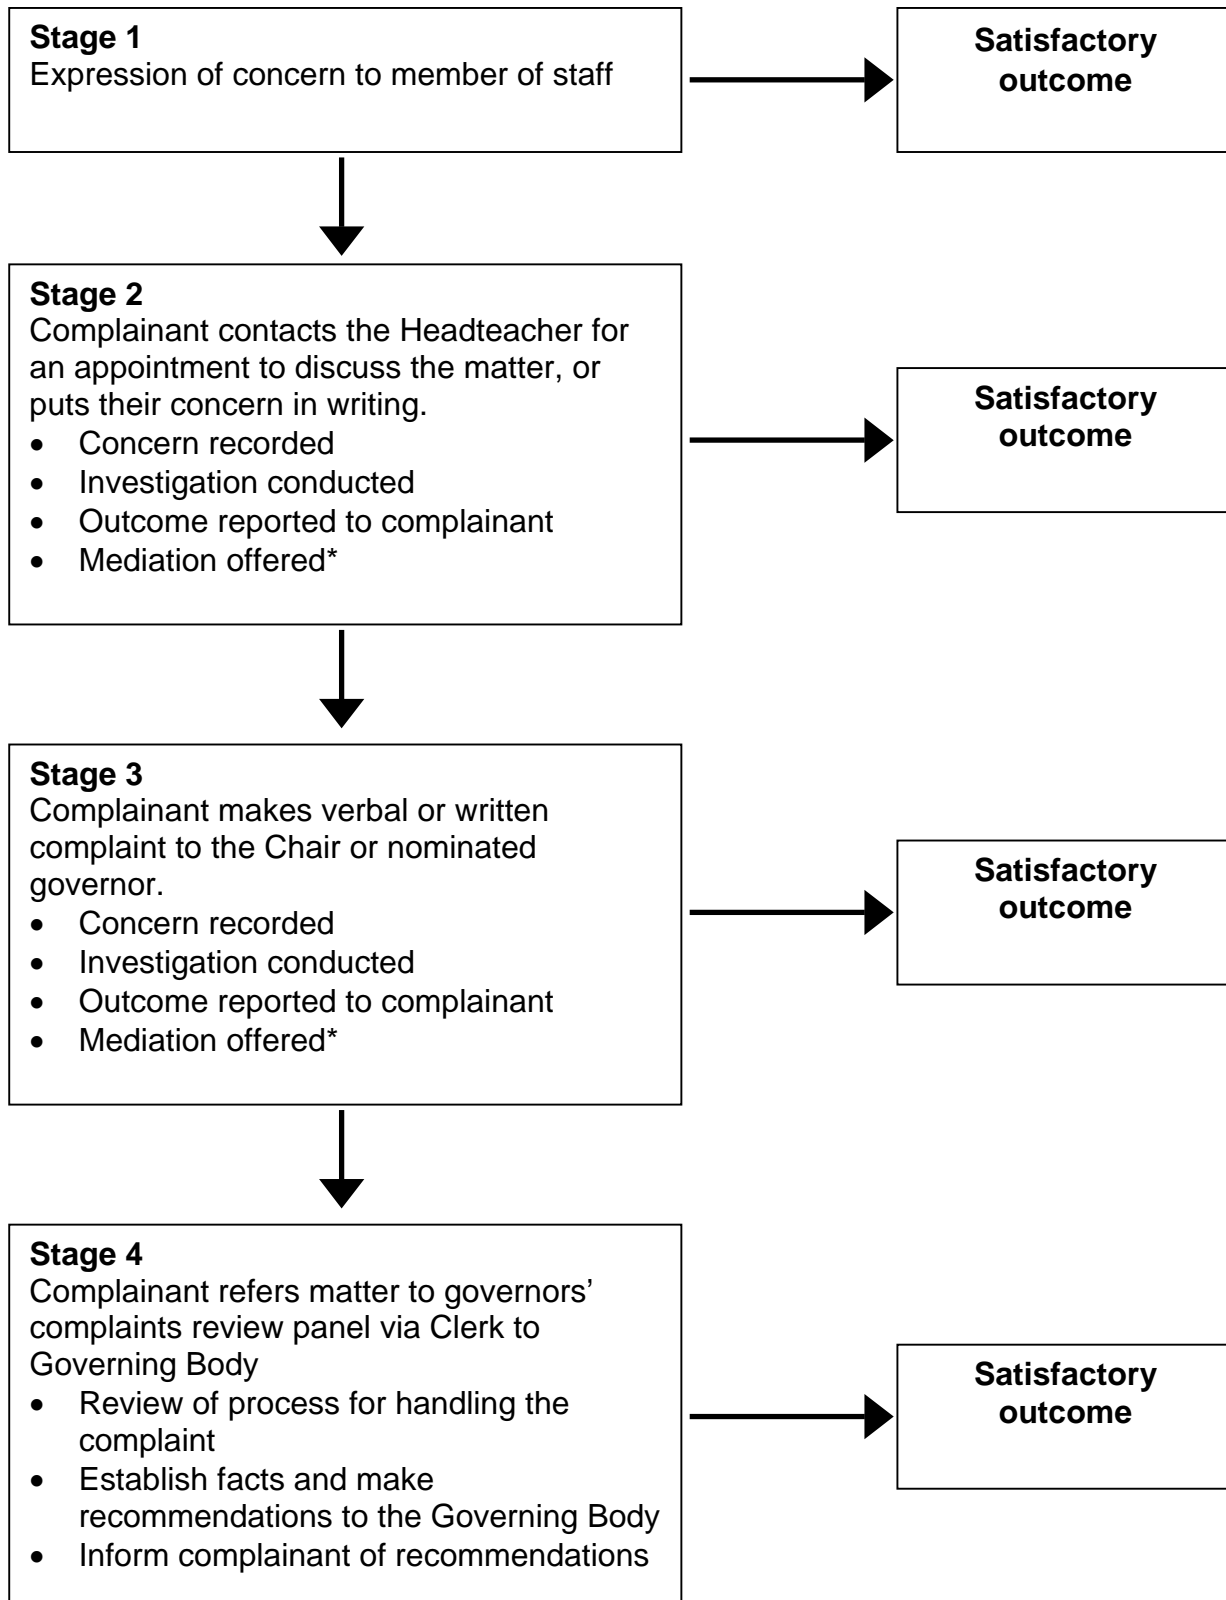 Stage 1
Expression of concern to member of staff
Satisfactory
outcome
Stage 2
Complainant contacts the Headteacher for
an appointment to discuss the matter, or
puts their concern in writing.
• Concern recorded
• Investigation conducted
• Outcome reported to complainant
• Mediation offered*
Satisfactory
outcome
Stage 3
Complainant makes verbal or written
complaint to the Chair or nominated
governor.
• Concern recorded
• Investigation conducted
• Outcome reported to complainant
• Mediation offered*
Satisfactory
outcome
Stage 4
Complainant refers matter to governors’
complaints review panel via Clerk to
Governing Body
• Review of process for handling the
complaint
• Establish facts and make
recommendations to the Governing Body
• Inform complainant of recommendations
Satisfactory
outcome